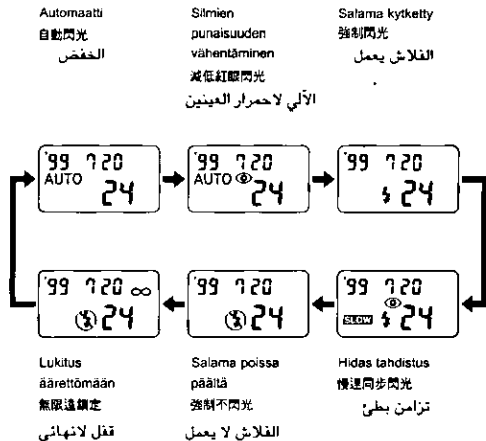 Automaatti
自動閃光
الخفض
Silmien
punaisuuden
vähentäminen
減低紅眼閃光
الآلي لاحمرار العينين
Salama kytketty
強制閃光
الفلاش يعمل
'99 7 20
AUTO
24
'99 7 20
AUTO
24
'99 7 20
24
'99 7 20 ∞
24
'99 7 20
24
'99 7 20
SLOW 24
Lukitus
äärettömään
無限遠鎖定
قفل لانهائي
Salama poissa
päältä
強制不閃光
الفلاش لا يعمل
Hidas tahdistus
慢速同步閃光
تزامن بطئ